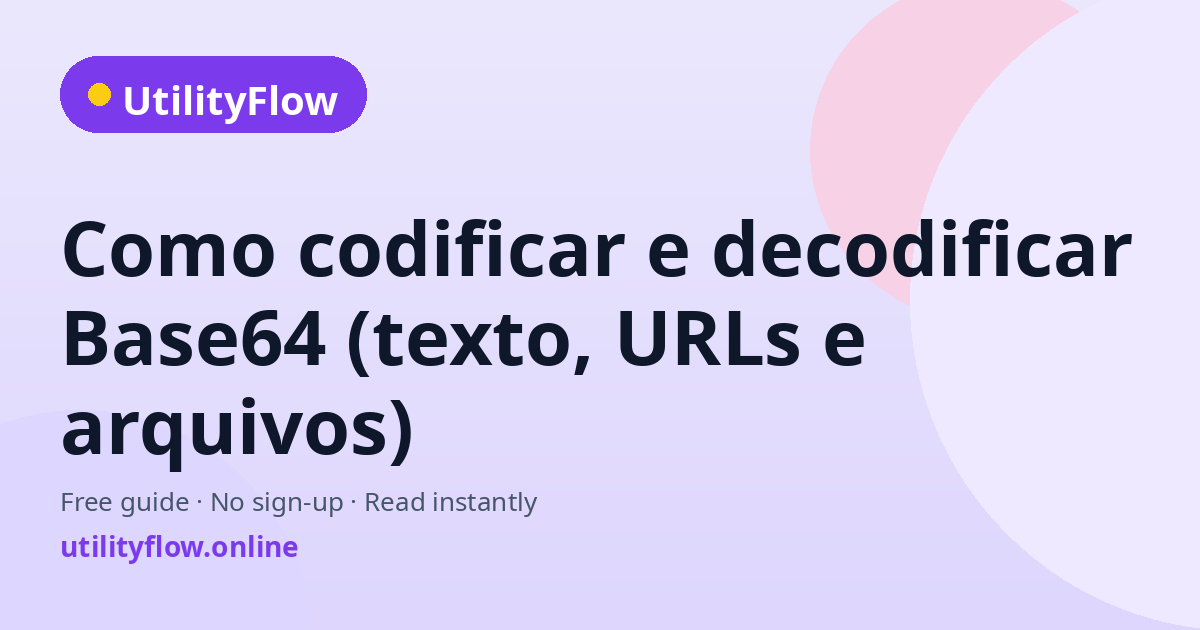 UtilityFlow
Como codificar e decodificar
Base64 (texto, URLs e
arquivos)
Free guide · No sign-up · Read instantly
utilityflow.online